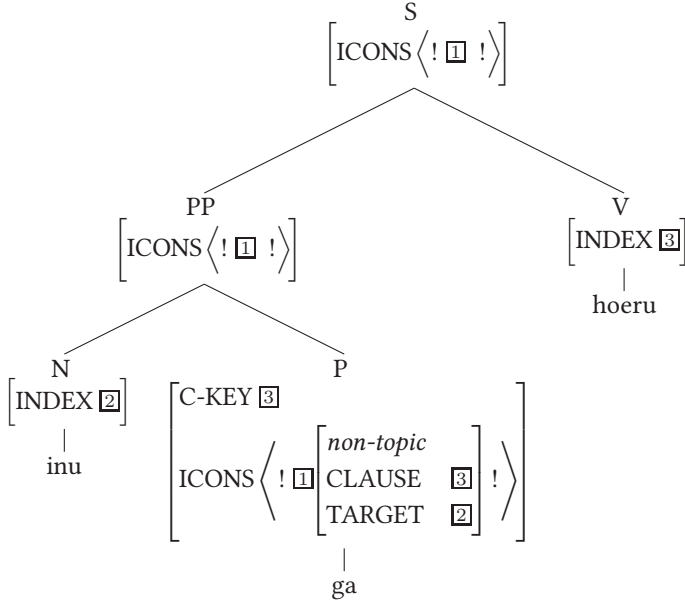 S
[ICONS ⟨! 1 !⟩]
PP
[ICONS ⟨! 1 !⟩]
V
[INDEX 3]
hoeru
N
[INDEX 2]
inu
P
C-KEY 3
ICONS ⟨! 1 [non-topic
CLAUSE 3
TARGET 2] !⟩
ga